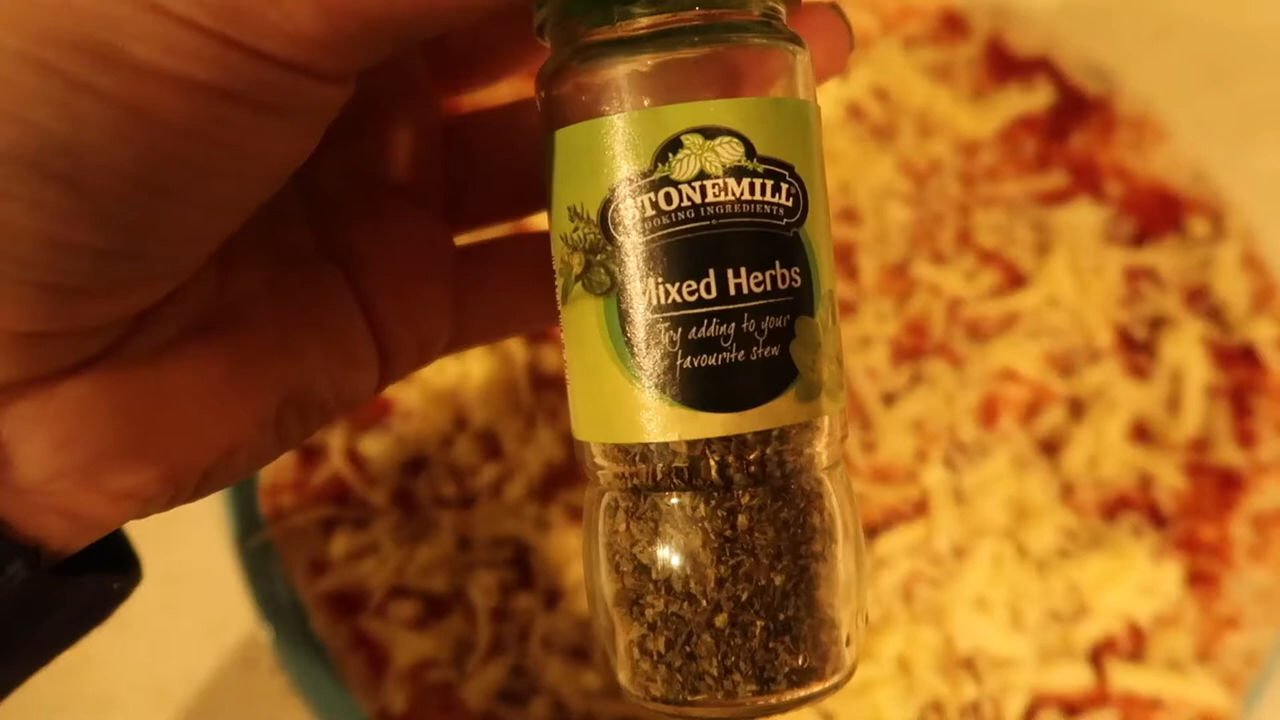 STONEMILL
COOKING INGREDIENTS
Mixed Herbs
Try adding to your
favourite stew